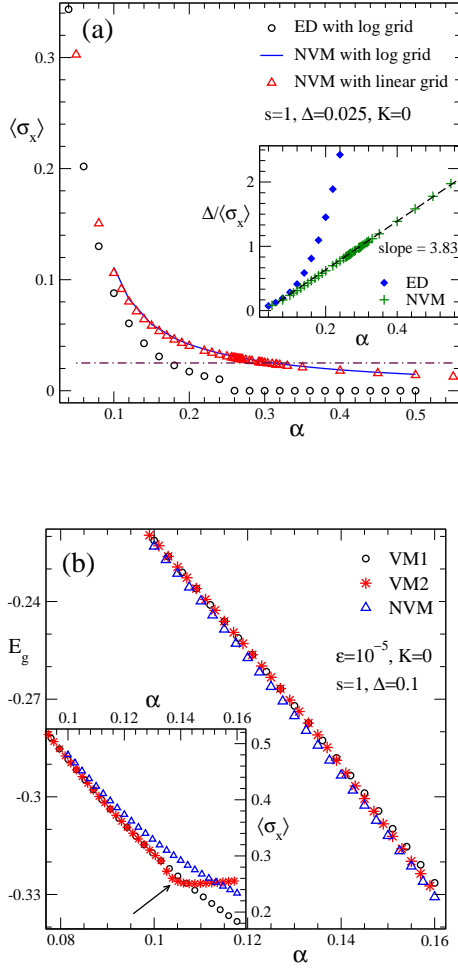 (a)
ED with log grid
NVM with log grid
NVM with linear grid
s=1, Δ=0.025, K=0
⟨σₓ⟩
0.3
0.2
0.1
0
0.1 0.2 0.3 0.4 0.5
α
Δ/⟨σₓ⟩
2
1
0
0.2 0.4
α
slope = 3.83
ED
NVM
(b)
VM1
VM2
NVM
ε=10⁻⁵, K=0
s=1, Δ=0.1
E_g
-0.24
-0.27
-0.3
-0.33
0.08 0.1 0.12 0.14 0.16
α
α
0.10 0.12 0.14 0.16
0.5
0.4
0.3
0.2
⟨σₓ⟩